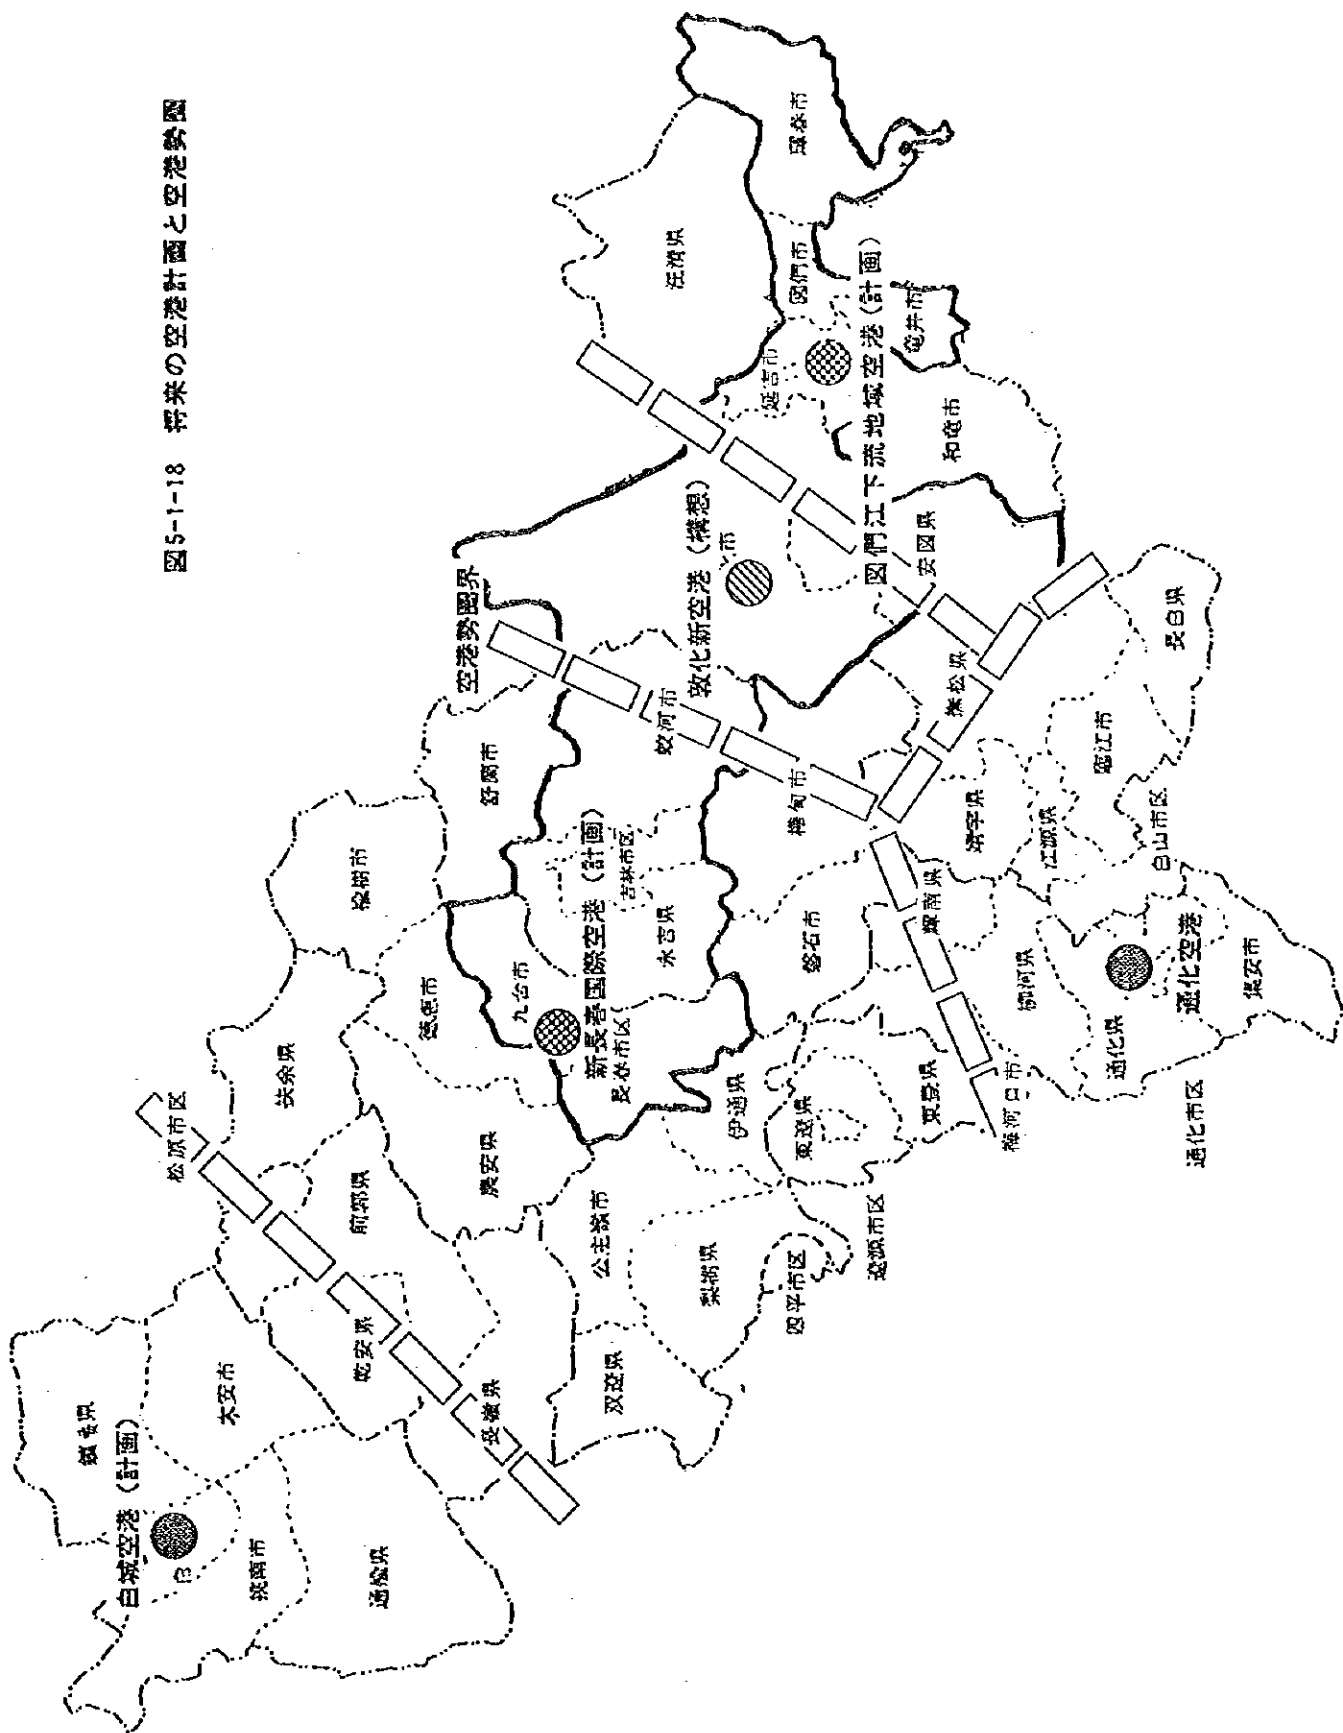 図5-1-18 将来の空港計画と空港勢圏
白城空港（計画）
鎮賚県
白
大安市
洮南市
通楡県
松原市区
扶余県
前郭県
乾安県
長嶺県
農安県
楡樹市
徳恵市
九台市
舒蘭市
空港勢圏界
新長春国際空港（計画）
長春市区
吉林市区
永吉県
蛟河市
樺甸市
磐石市
公主嶺市
双遼県
梨樹県
四平市区
伊通県
東遼県
遼源市区
東豊県
梅河口市
輝南県
柳河県
通化県
通化空港
通化市区
集安市
靖宇県
江源県
白山市区
臨江市
長白県
撫松県
安図県
敦化新空港（構想）
市
図們江下流地域空港（計画）
延吉市
図們市
竜井市
和竜市
汪清県
琿春市